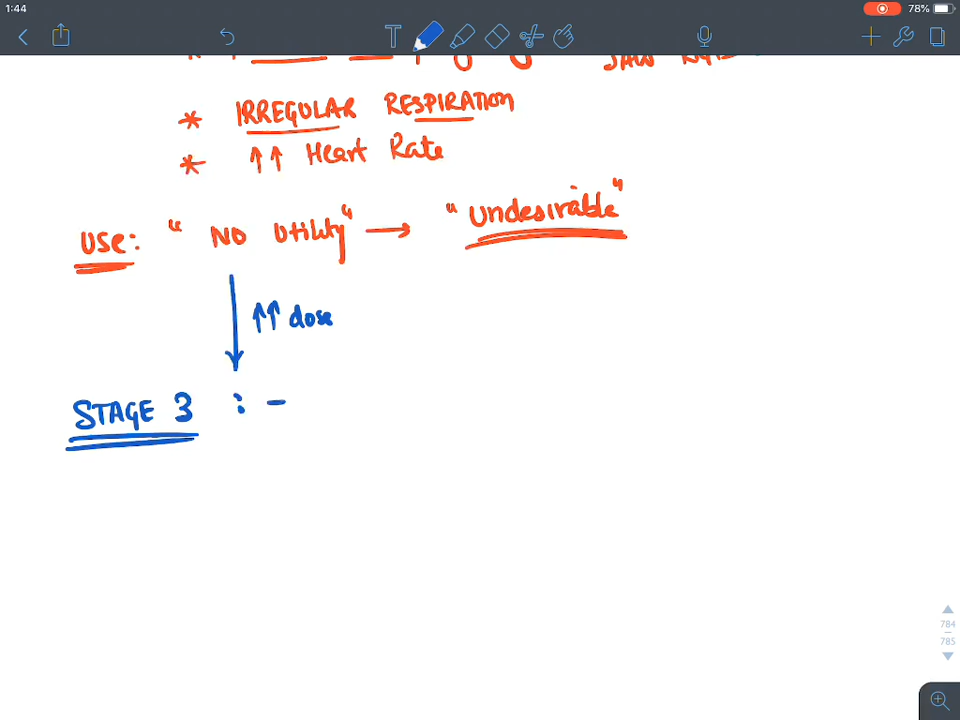 1:44 78%
T
* IRREGULAR RESPIRATION
* ↑↑ Heart Rate
Use: "NO Utility" → "Undesirable"
↑↑ dose
STAGE 3 : -
784
785